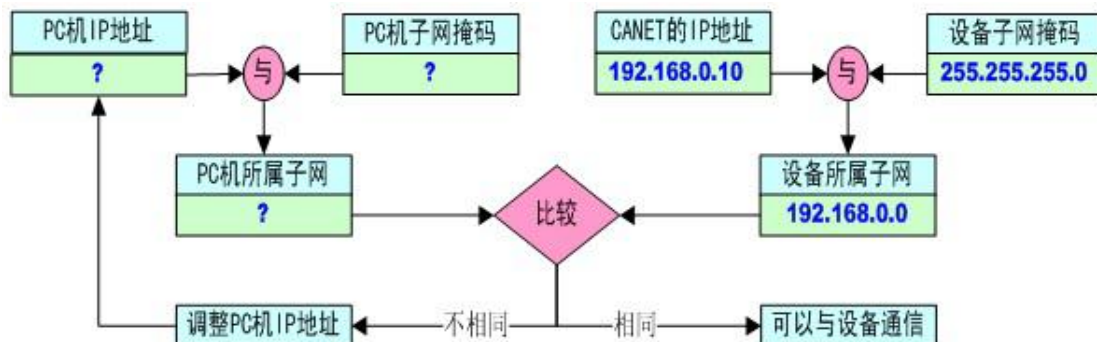 PC机IP地址
?
与
PC机子网掩码
?
CANET的IP地址
192.168.0.10
与
设备子网掩码
255.255.255.0
PC机所属子网
?
比较
设备所属子网
192.168.0.0
调整PC机IP地址
不相同
相同
可以与设备通信